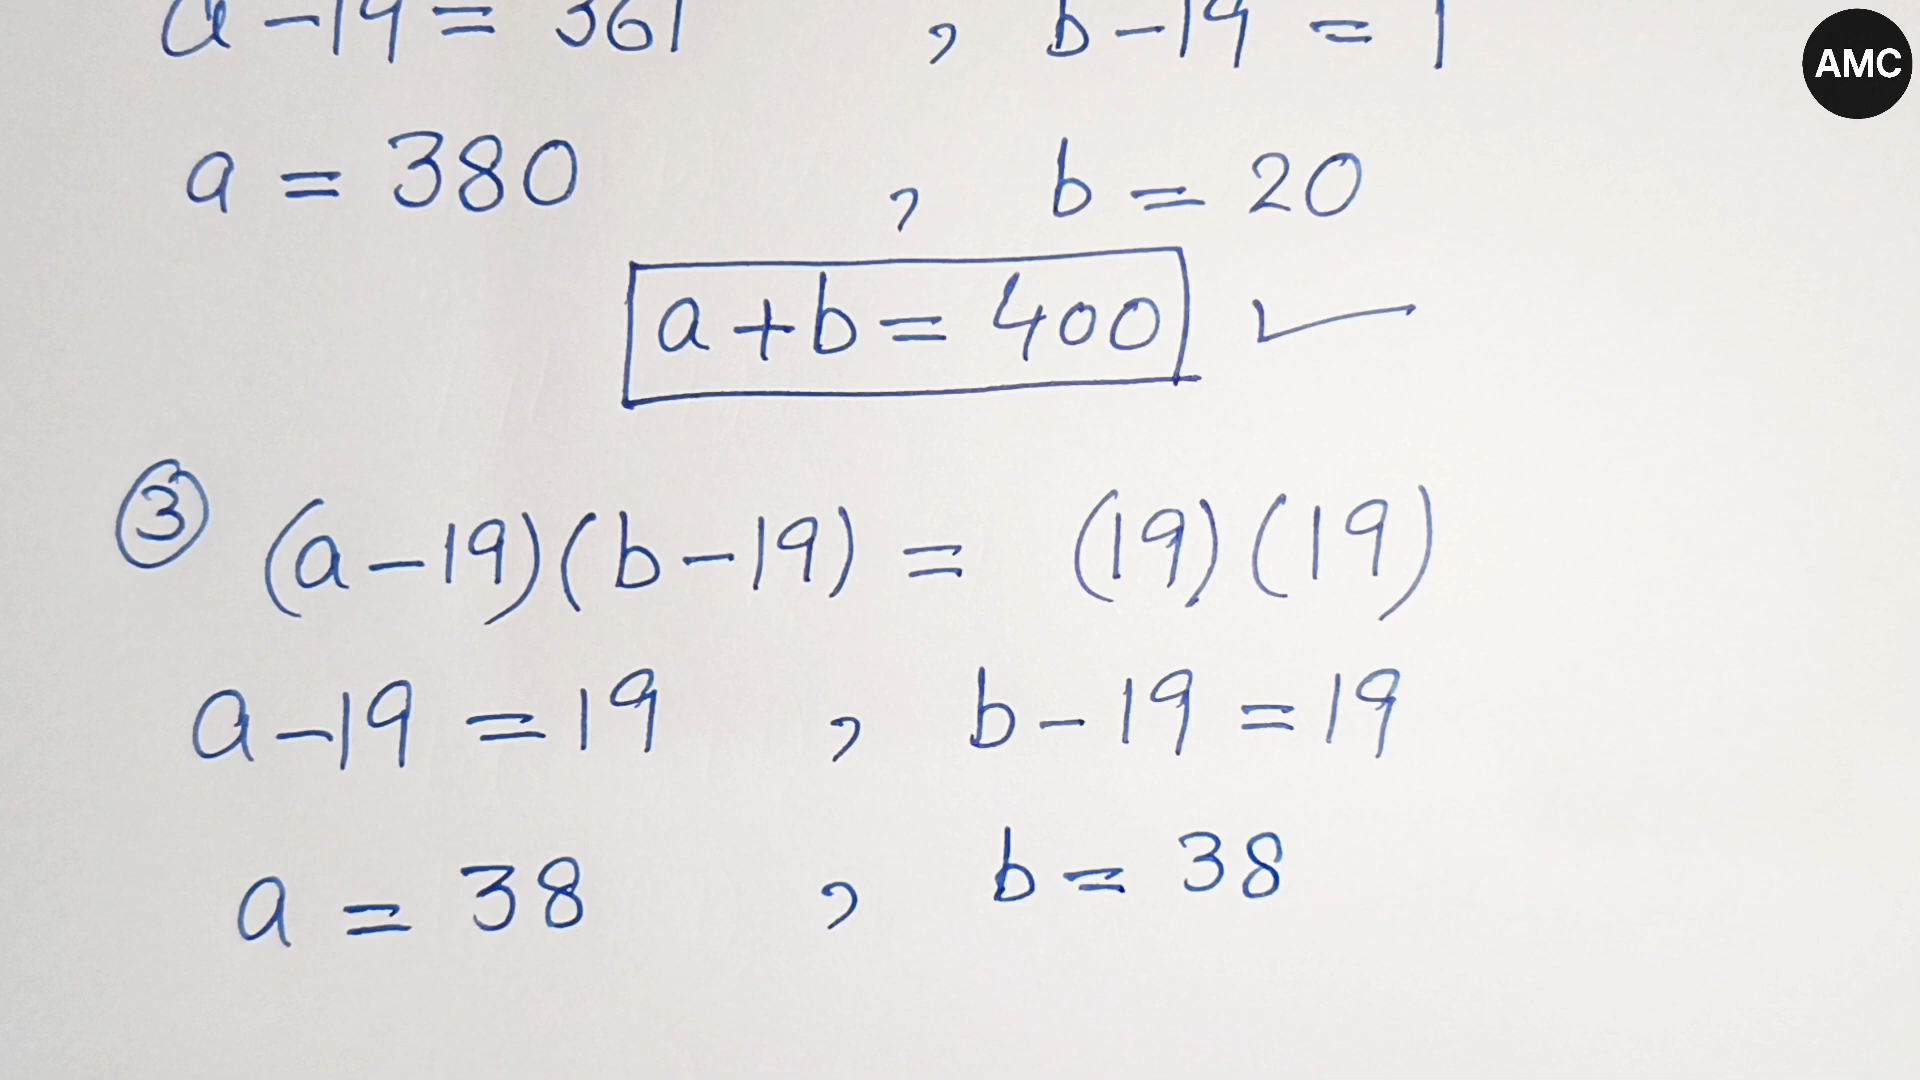 a - 19 = 361 , b - 19 = 1
AMC
a = 380 , b = 20
a + b = 400 ✓
③ (a - 19)(b - 19) = (19)(19)
a - 19 = 19 , b - 19 = 19
a = 38 , b = 38